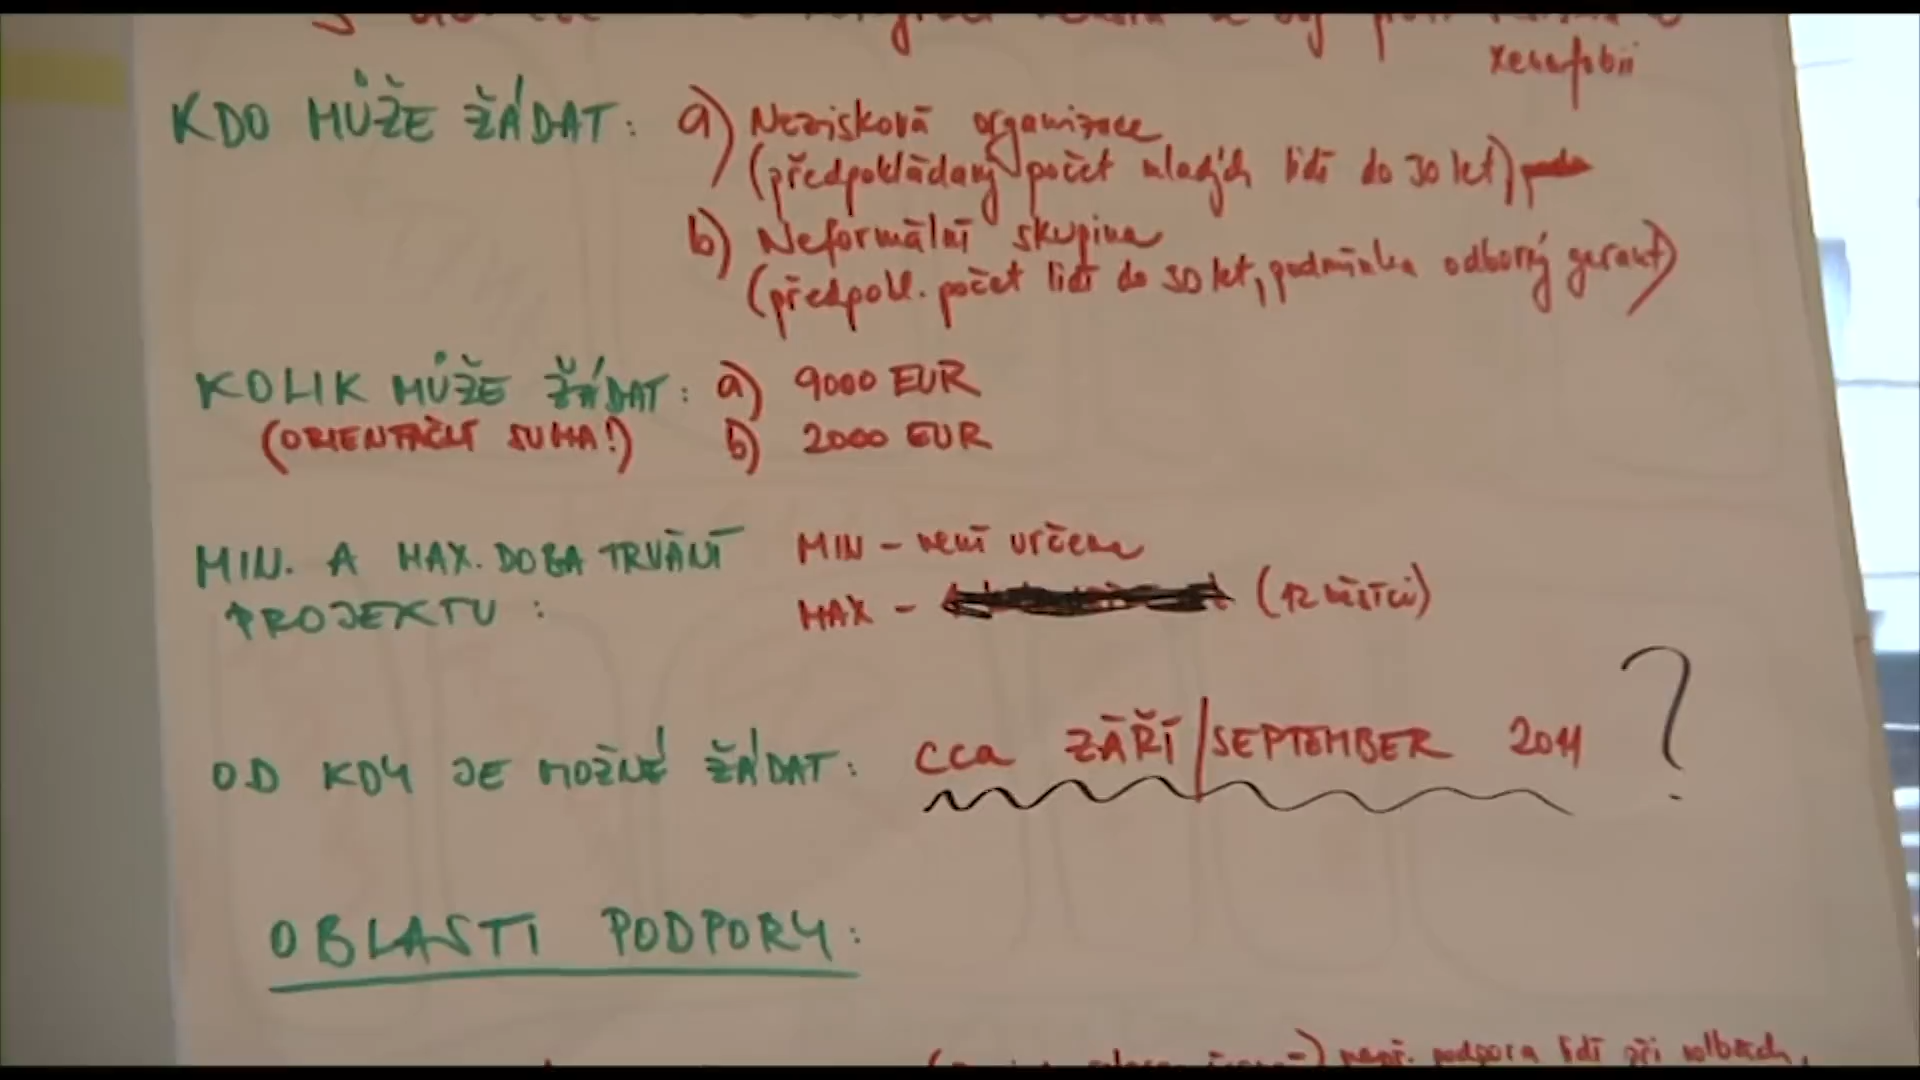 xenofobii
KDO MŮŽE ŽÁDAT: a) Nezisková organizace
(předpokládaný počet mladých lidí do 30 let)
b) Neformální skupina
(předpokl. počet lidí do 30 let, podmínka odborný garant)
KOLIK MŮŽE ŽÁDAT: a) 9000 EUR
(ORIENTAČNÍ SUMA!) b) 2000 EUR
MIN. A MAX. DOBA TRVÁNÍ MIN - není určena
PROJEKTU: MAX - (12 měsíců)
OD KDY JE MOŽNÉ ŽÁDAT: cca ZÁŘÍ/SEPTEMBER 2011 ?
OBLASTI PODPORY:
např. podpora lidí při volbách,